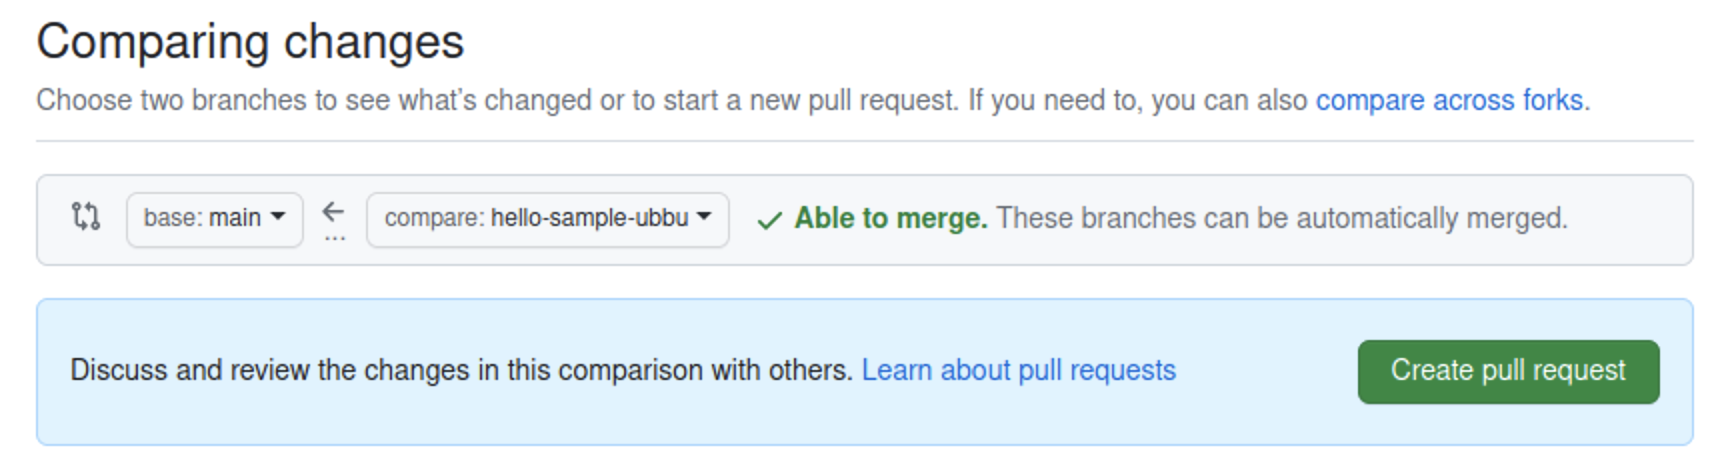 Comparing changes
Choose two branches to see what's changed or to start a new pull request. If you need to, you can also compare across forks.
base: main ← compare: hello-sample-ubbu ✓ Able to merge. These branches can be automatically merged.
...
Discuss and review the changes in this comparison with others. Learn about pull requests Create pull request